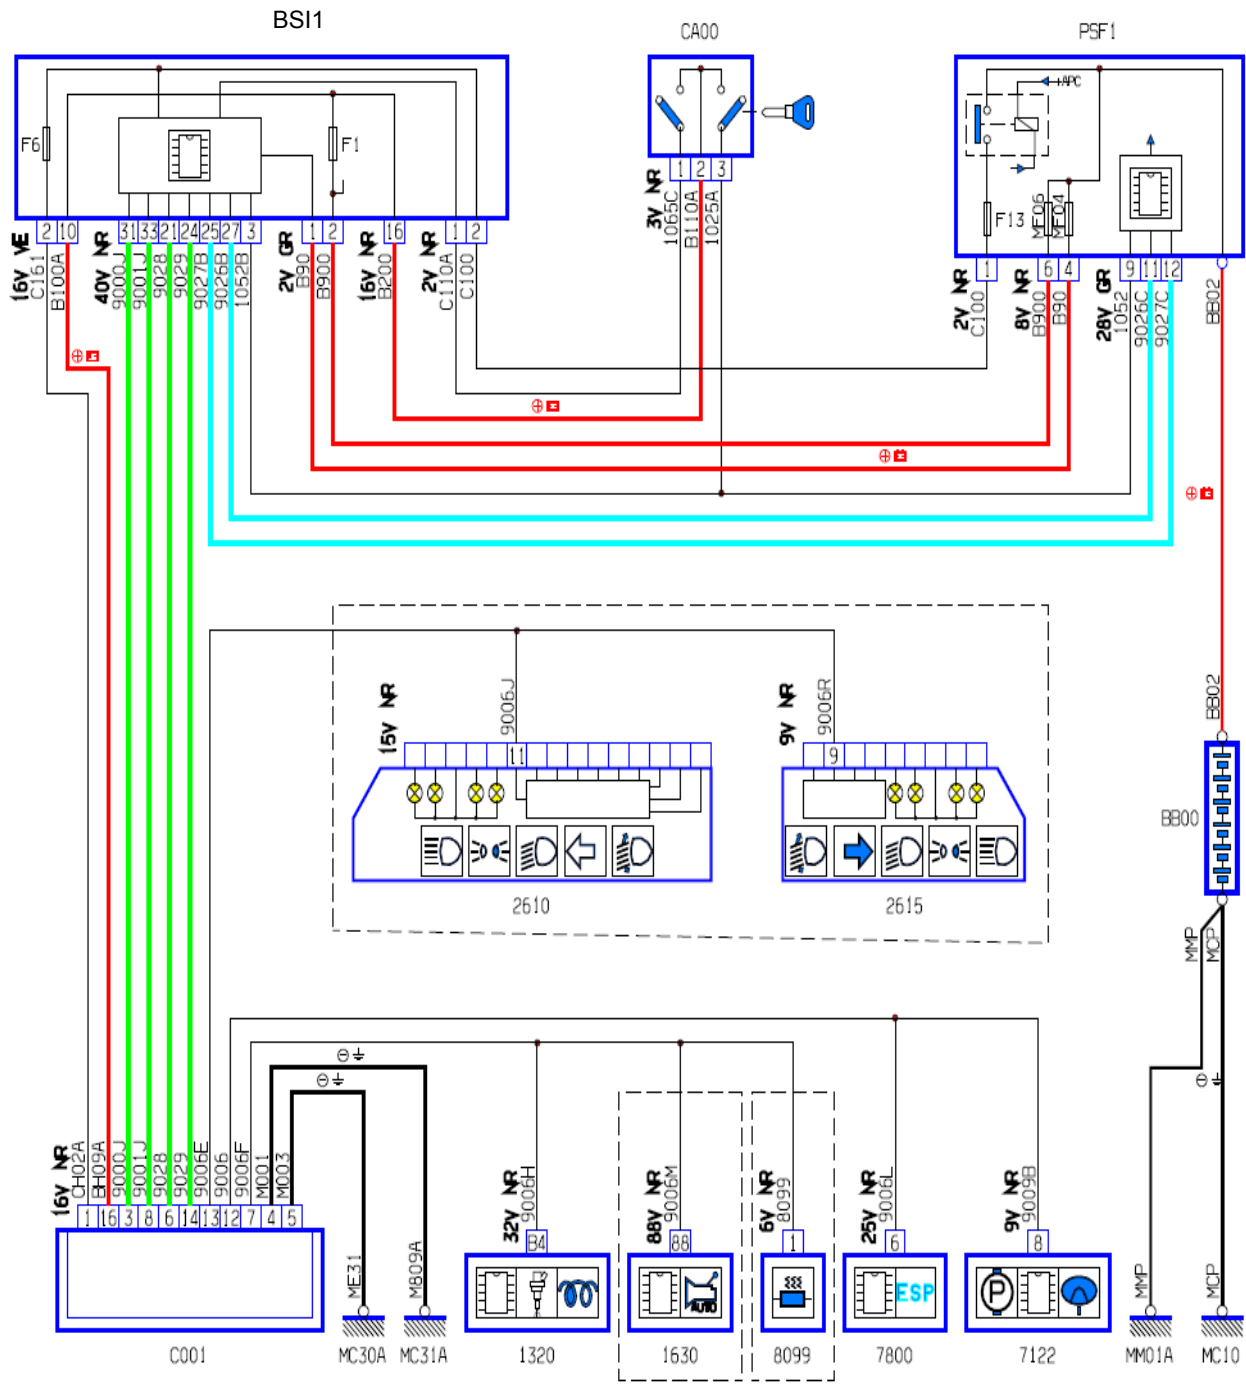 BSI1
CA00
PSF1
+APC
F6
F1
F13
MF06
MF04
2 10 31 33 21 24 25 27 3 1 2 16 1 2
1 2 3
1 6 4 9 11 12
16V VE
C161
B100A
40V NR
9000J
9001J
9028
9029
9027B
9026B
1052B
2V GR
B90
B900
16V NR
B200
2V NR
C110A
C100
3V NR
1065C
B110A
1025A
2V NR
C100
8V NR
B900
B90
28V GR
1052
9026C
9027C
BB02
15V NR
9006J
11
9V NR
9006R
9
BB02
BB00
2610
2615
MMP
MCP
16V NR
CH02A
BH09A
9000J
9001J
9028
9029
9006E
9006
9006F
M001
M003
1 16 3 8 6 14 13 12 7 4 5
ME31
M809A
32V NR
9006H
B4
88V NR
9006M
88
6V NR
8099
1
25V NR
9006L
6
9V NR
9009B
8
MMP
MCP
AUTO
ESP
P
C001
MC30A
MC31A
1320
1630
8099
7800
7122
MM01A
MC10